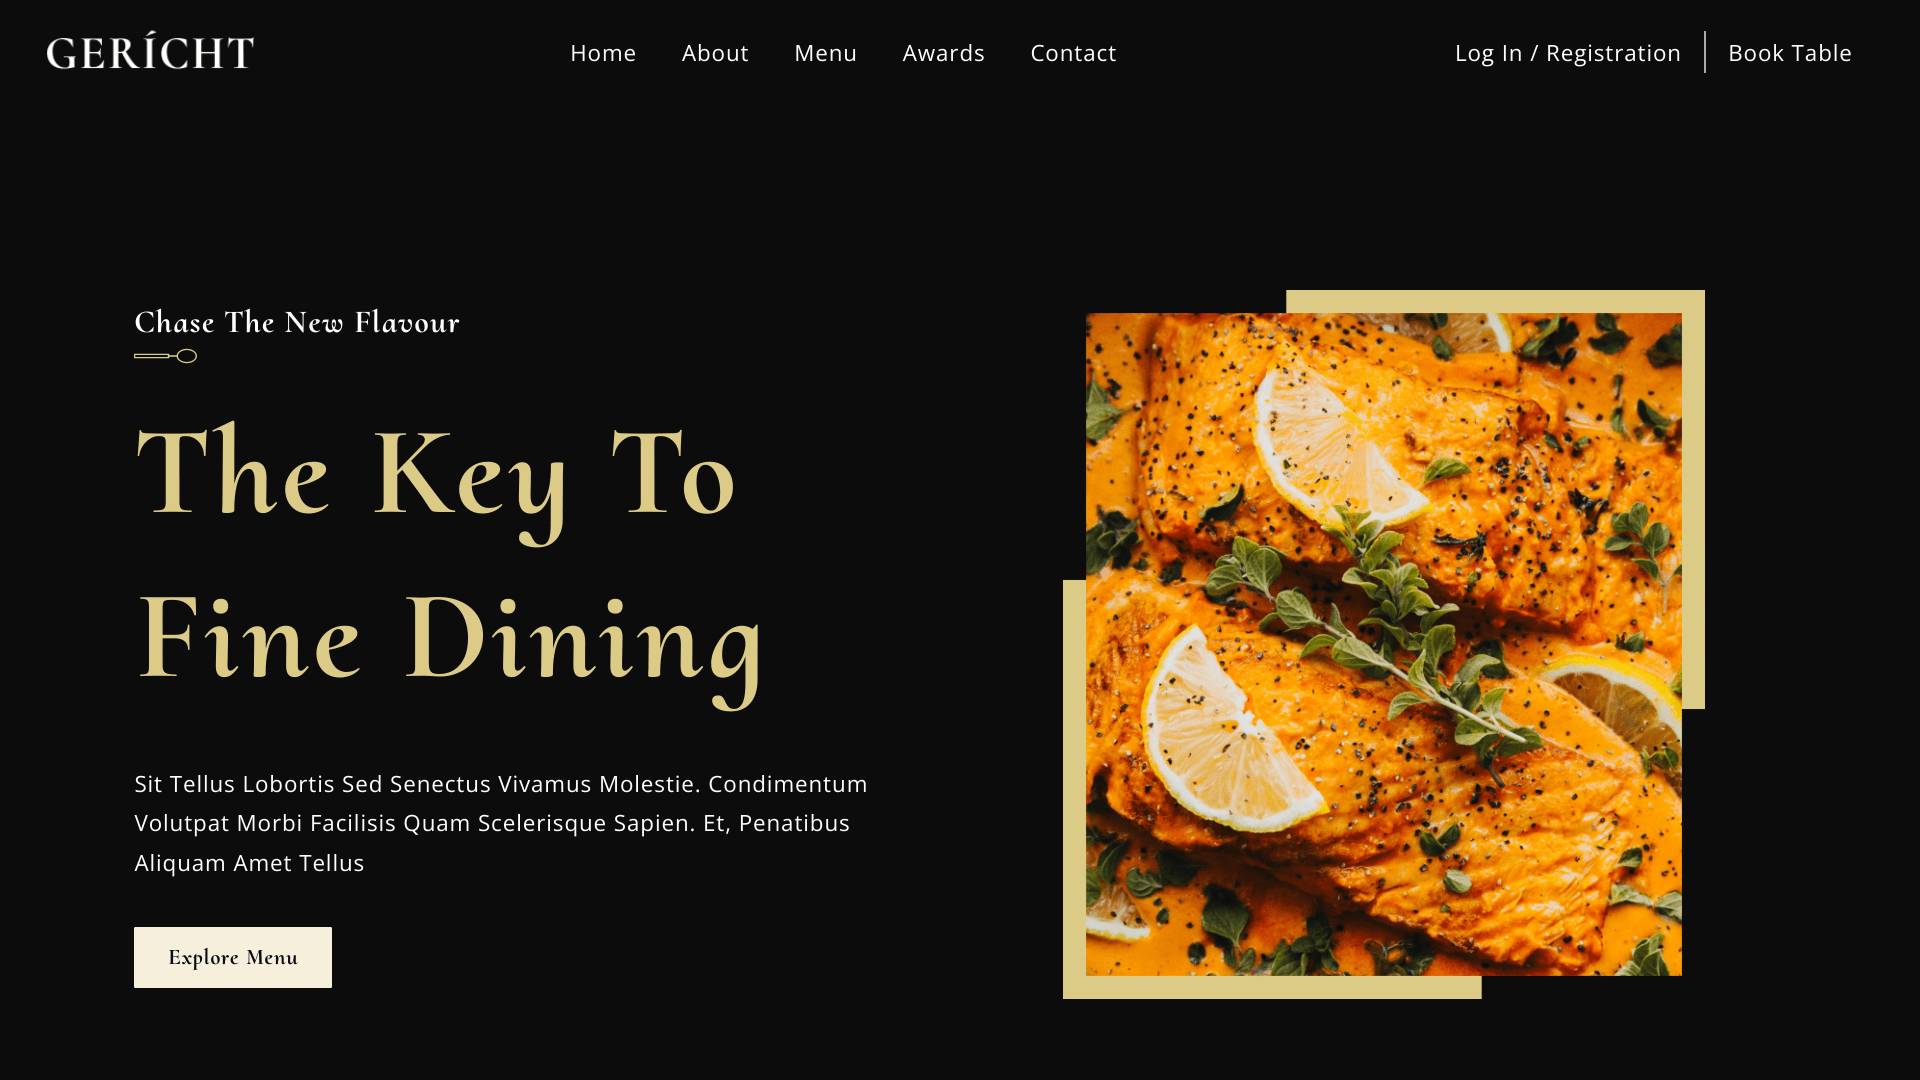 GERÍCHT
Home About Menu Awards Contact
Log In / Registration Book Table
Chase The New Flavour
The Key To
Fine Dining
Sit Tellus Lobortis Sed Senectus Vivamus Molestie. Condimentum
Volutpat Morbi Facilisis Quam Scelerisque Sapien. Et, Penatibus
Aliquam Amet Tellus
Explore Menu